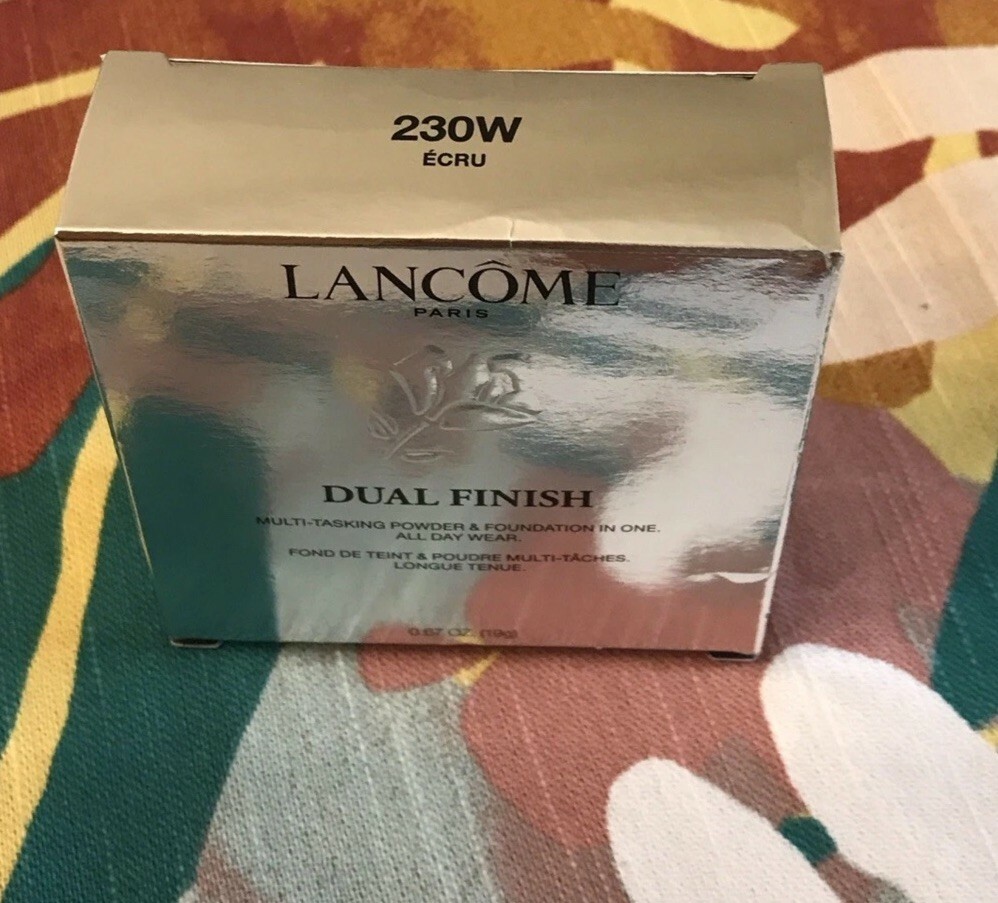 230W
ÉCRU
LANCÔME
PARIS
DUAL FINISH
MULTI-TASKING POWDER & FOUNDATION IN ONE.
ALL DAY WEAR.
FOND DE TEINT & POUDRE MULTI-TÂCHES.
LONGUE TENUE.
0.67 OZ. (19g)